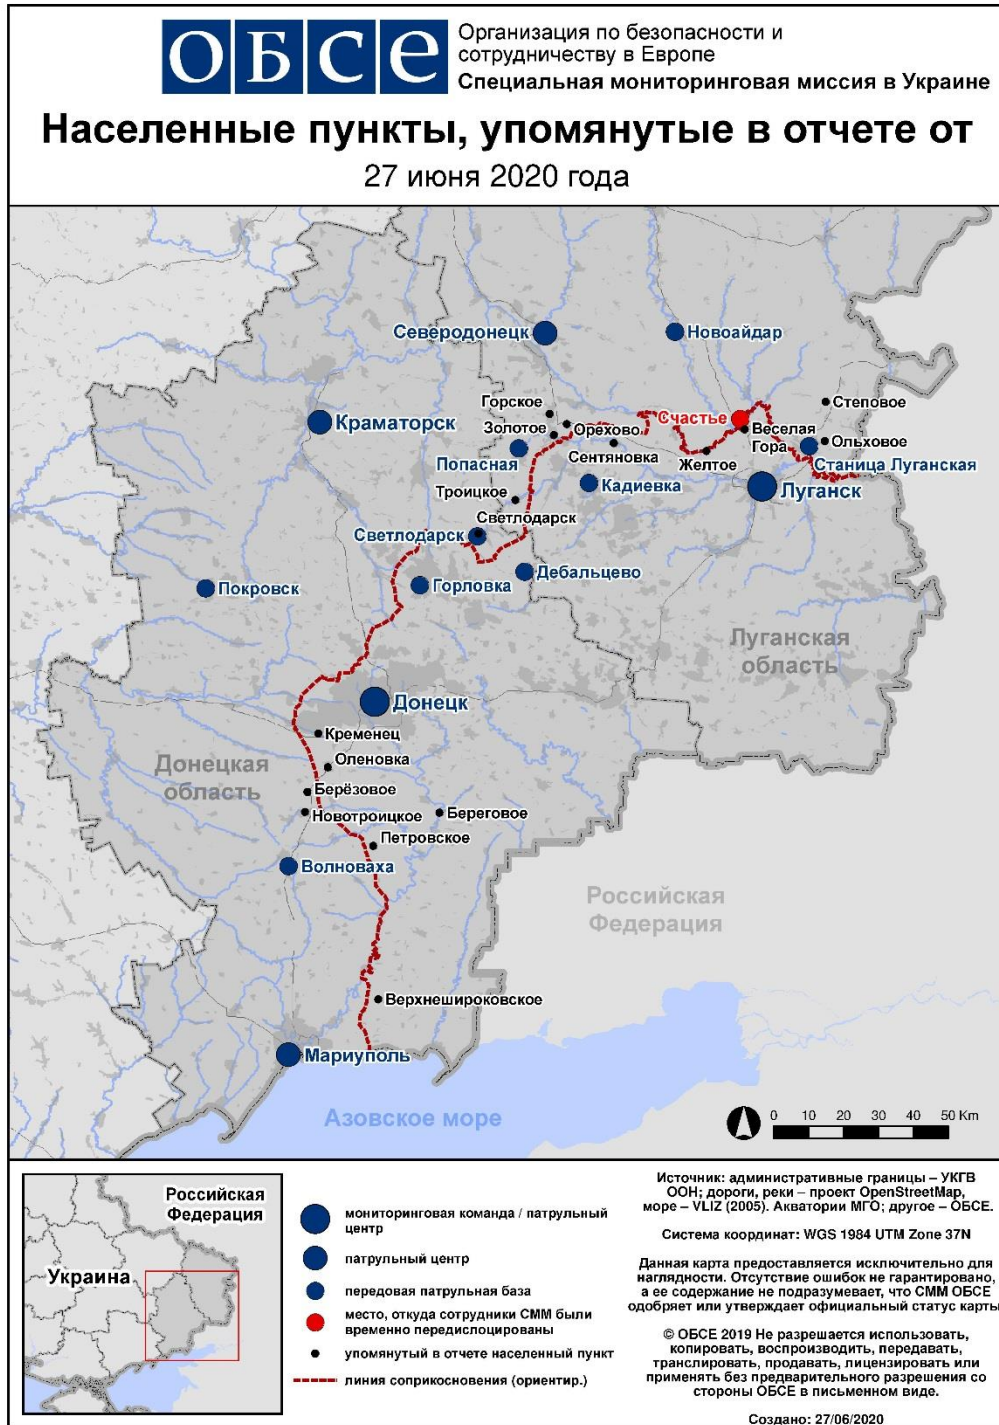 ОБСЕ
Организация по безопасности и
сотрудничеству в Европе
Специальная мониторинговая миссия в Украине
Населенные пункты, упомянутые в отчете от
27 июня 2020 года
Северодонецк
Новоайдар
Горское
Счастье
Степовое
Краматорск
Золотое
Орехово
Веселая
Гора
Ольховое
Попасная
Сентяновка
Желтое
Станица Луганская
Кадиевка
Луганск
Троицкое
Светлодарск
Светлодарск
Покровск
Горловка
Дебальцево
Луганская
область
Донецк
Кременец
Донецкая
область
Оленовка
Берёзовое
Новотроицкое
Береговое
Петровское
Волноваха
Российская
Федерация
Верхнешироковское
Мариуполь
Азовское море
0 10 20 30 40 50 Km
Российская
Федерация
Украина
мониторинговая команда / патрульный
центр
патрульный центр
передовая патрульная база
место, откуда сотрудники СММ были
временно передислоцированы
упомянутый в отчете населенный пункт
линия соприкосновения (ориентир.)
Источник: административные границы – УКГВ
ООН; дороги, реки – проект OpenStreetMap,
море – VLIZ (2005). Акватории МГО; другое – ОБСЕ.
Система координат: WGS 1984 UTM Zone 37N
Данная карта предоставляется исключительно для
наглядности. Отсутствие ошибок не гарантировано,
а ее содержание не подразумевает, что СММ ОБСЕ
одобряет или утверждает официальный статус карты
© ОБСЕ 2019 Не разрешается использовать,
копировать, воспроизводить, передавать,
транслировать, продавать, лицензировать или
применять без предварительного разрешения со
стороны ОБСЕ в письменном виде.
Создано: 27/06/2020